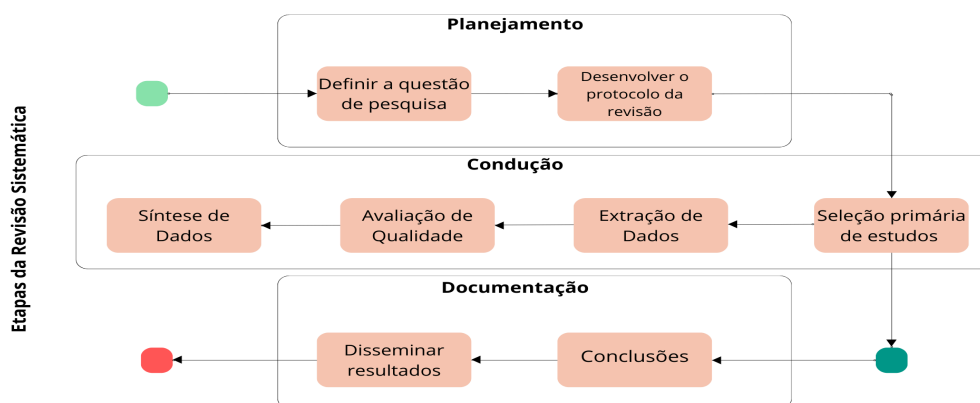 Etapas da Revisão Sistemática
Planejamento
Definir a questão
de pesquisa
Desenvolver o
protocolo da
revisão
Condução
Síntese de
Dados
Avaliação de
Qualidade
Extração de
Dados
Seleção primária
de estudos
Documentação
Disseminar
resultados
Conclusões